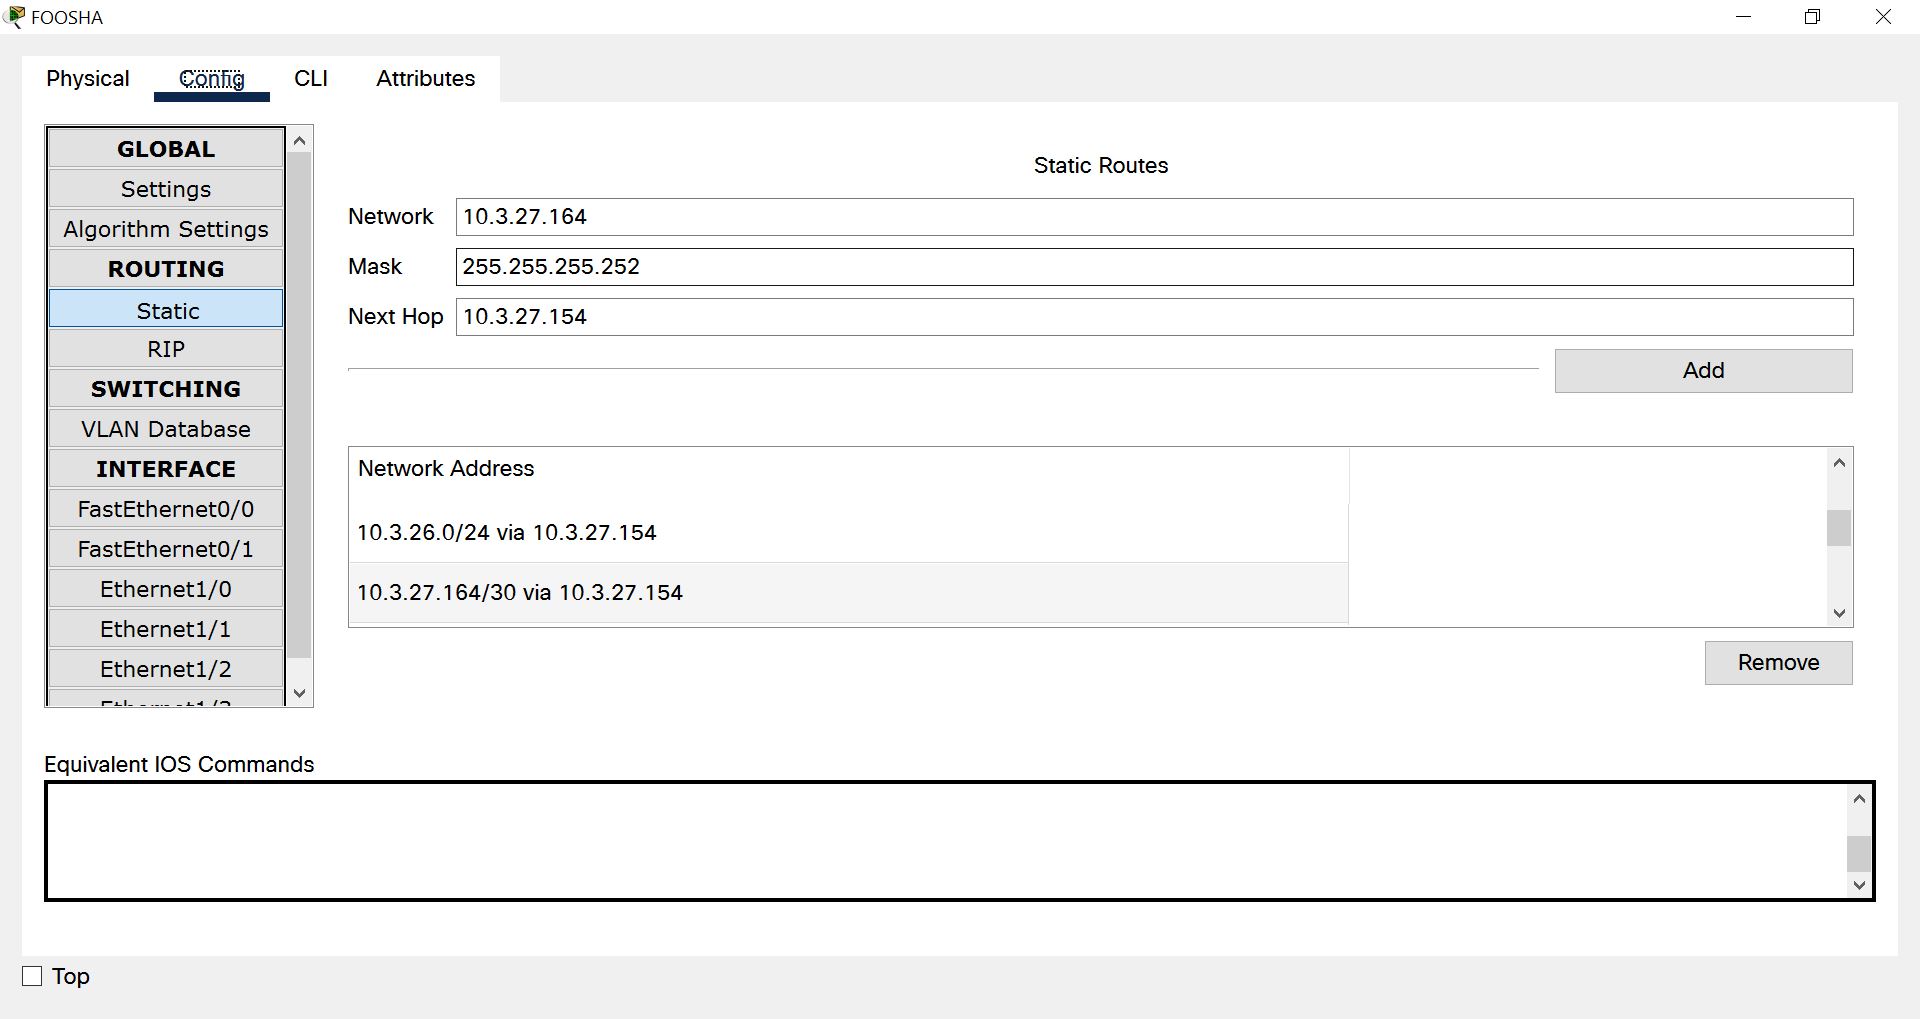 FOOSHA
Physical Config CLI Attributes
GLOBAL
Settings
Algorithm Settings
ROUTING
Static
RIP
SWITCHING
VLAN Database
INTERFACE
FastEthernet0/0
FastEthernet0/1
Ethernet1/0
Ethernet1/1
Ethernet1/2
Static Routes
Network 10.3.27.164
Mask 255.255.255.252
Next Hop 10.3.27.154
Add
Network Address
10.3.26.0/24 via 10.3.27.154
10.3.27.164/30 via 10.3.27.154
Remove
Equivalent IOS Commands
Top